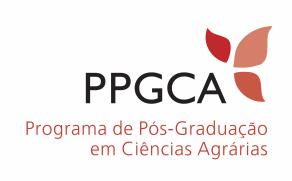 PPGCA
Programa de Pós-Graduação
em Ciências Agrárias